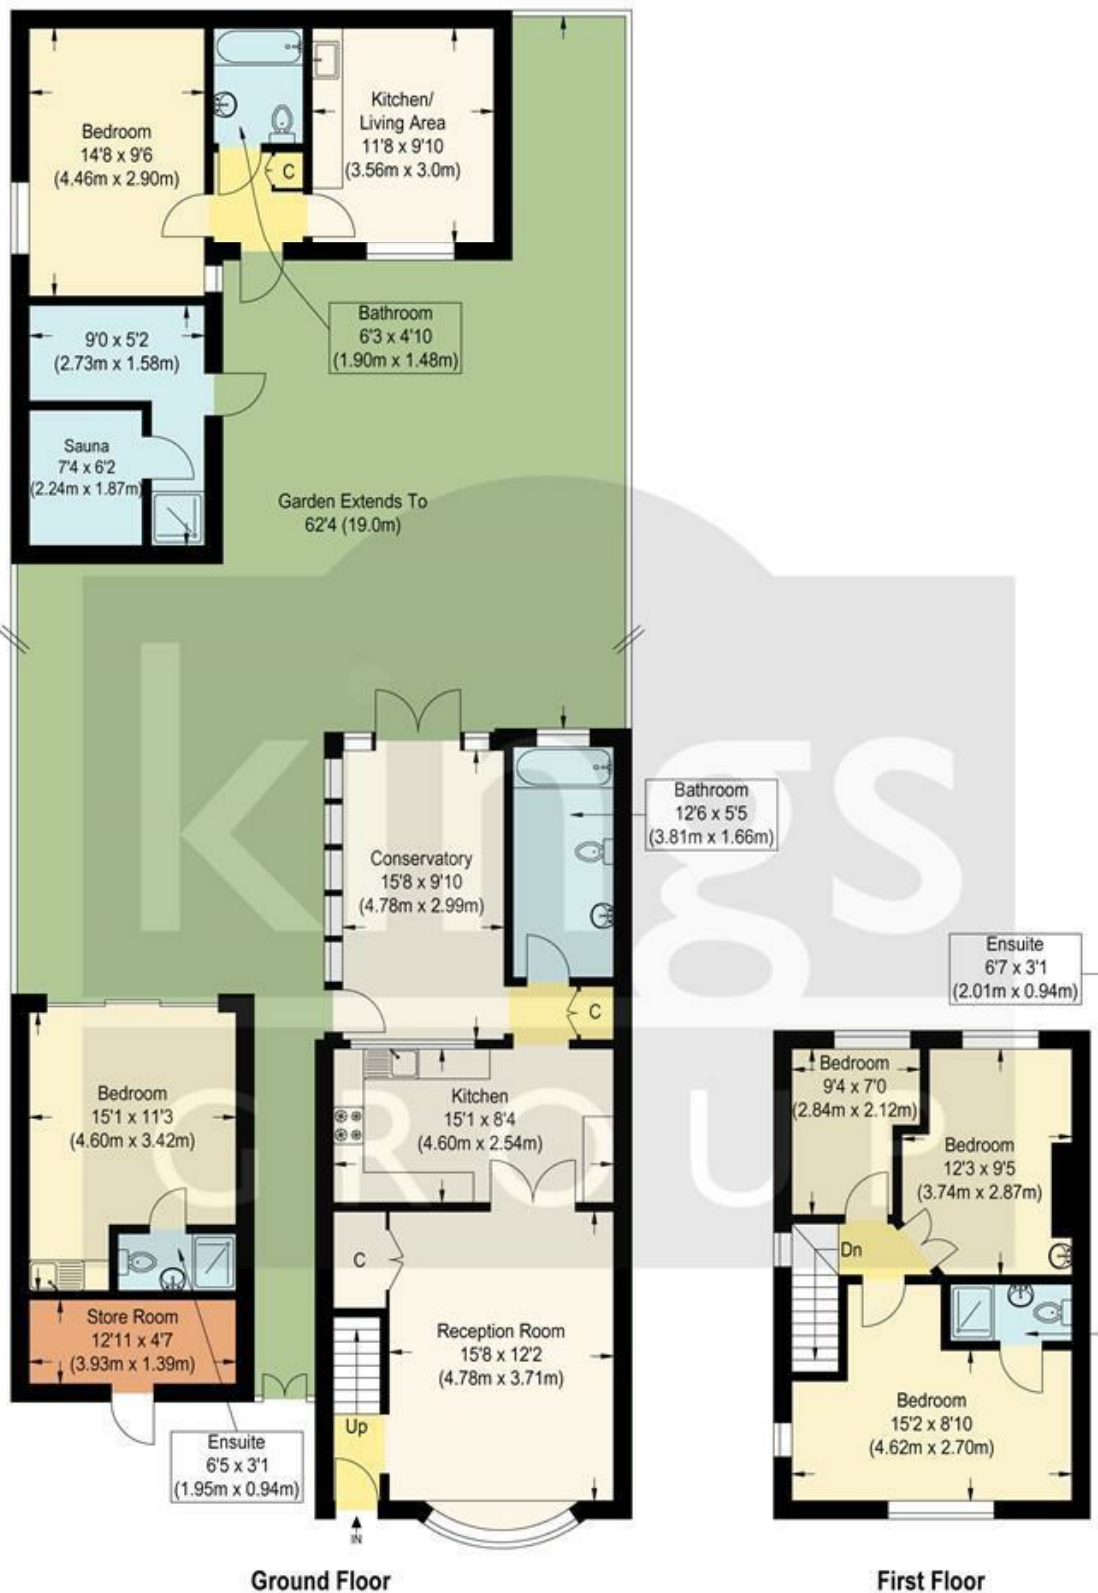 Bedroom
14'8 x 9'6
(4.46m x 2.90m)
Kitchen/
Living Area
11'8 x 9'10
(3.56m x 3.0m)
C
Bathroom
6'3 x 4'10
(1.90m x 1.48m)
9'0 x 5'2
(2.73m x 1.58m)
Sauna
7'4 x 6'2
(2.24m x 1.87m)
Garden Extends To
62'4 (19.0m)
kings
GROUP
Conservatory
15'8 x 9'10
(4.78m x 2.99m)
Bathroom
12'6 x 5'5
(3.81m x 1.66m)
C
Bedroom
15'1 x 11'3
(4.60m x 3.42m)
Kitchen
15'1 x 8'4
(4.60m x 2.54m)
C
Store Room
12'11 x 4'7
(3.93m x 1.39m)
Reception Room
15'8 x 12'2
(4.78m x 3.71m)
Up
Ensuite
6'5 x 3'1
(1.95m x 0.94m)
IN
Ground Floor
Ensuite
6'7 x 3'1
(2.01m x 0.94m)
Bedroom
9'4 x 7'0
(2.84m x 2.12m)
Bedroom
12'3 x 9'5
(3.74m x 2.87m)
Dn
Bedroom
15'2 x 8'10
(4.62m x 2.70m)
First Floor